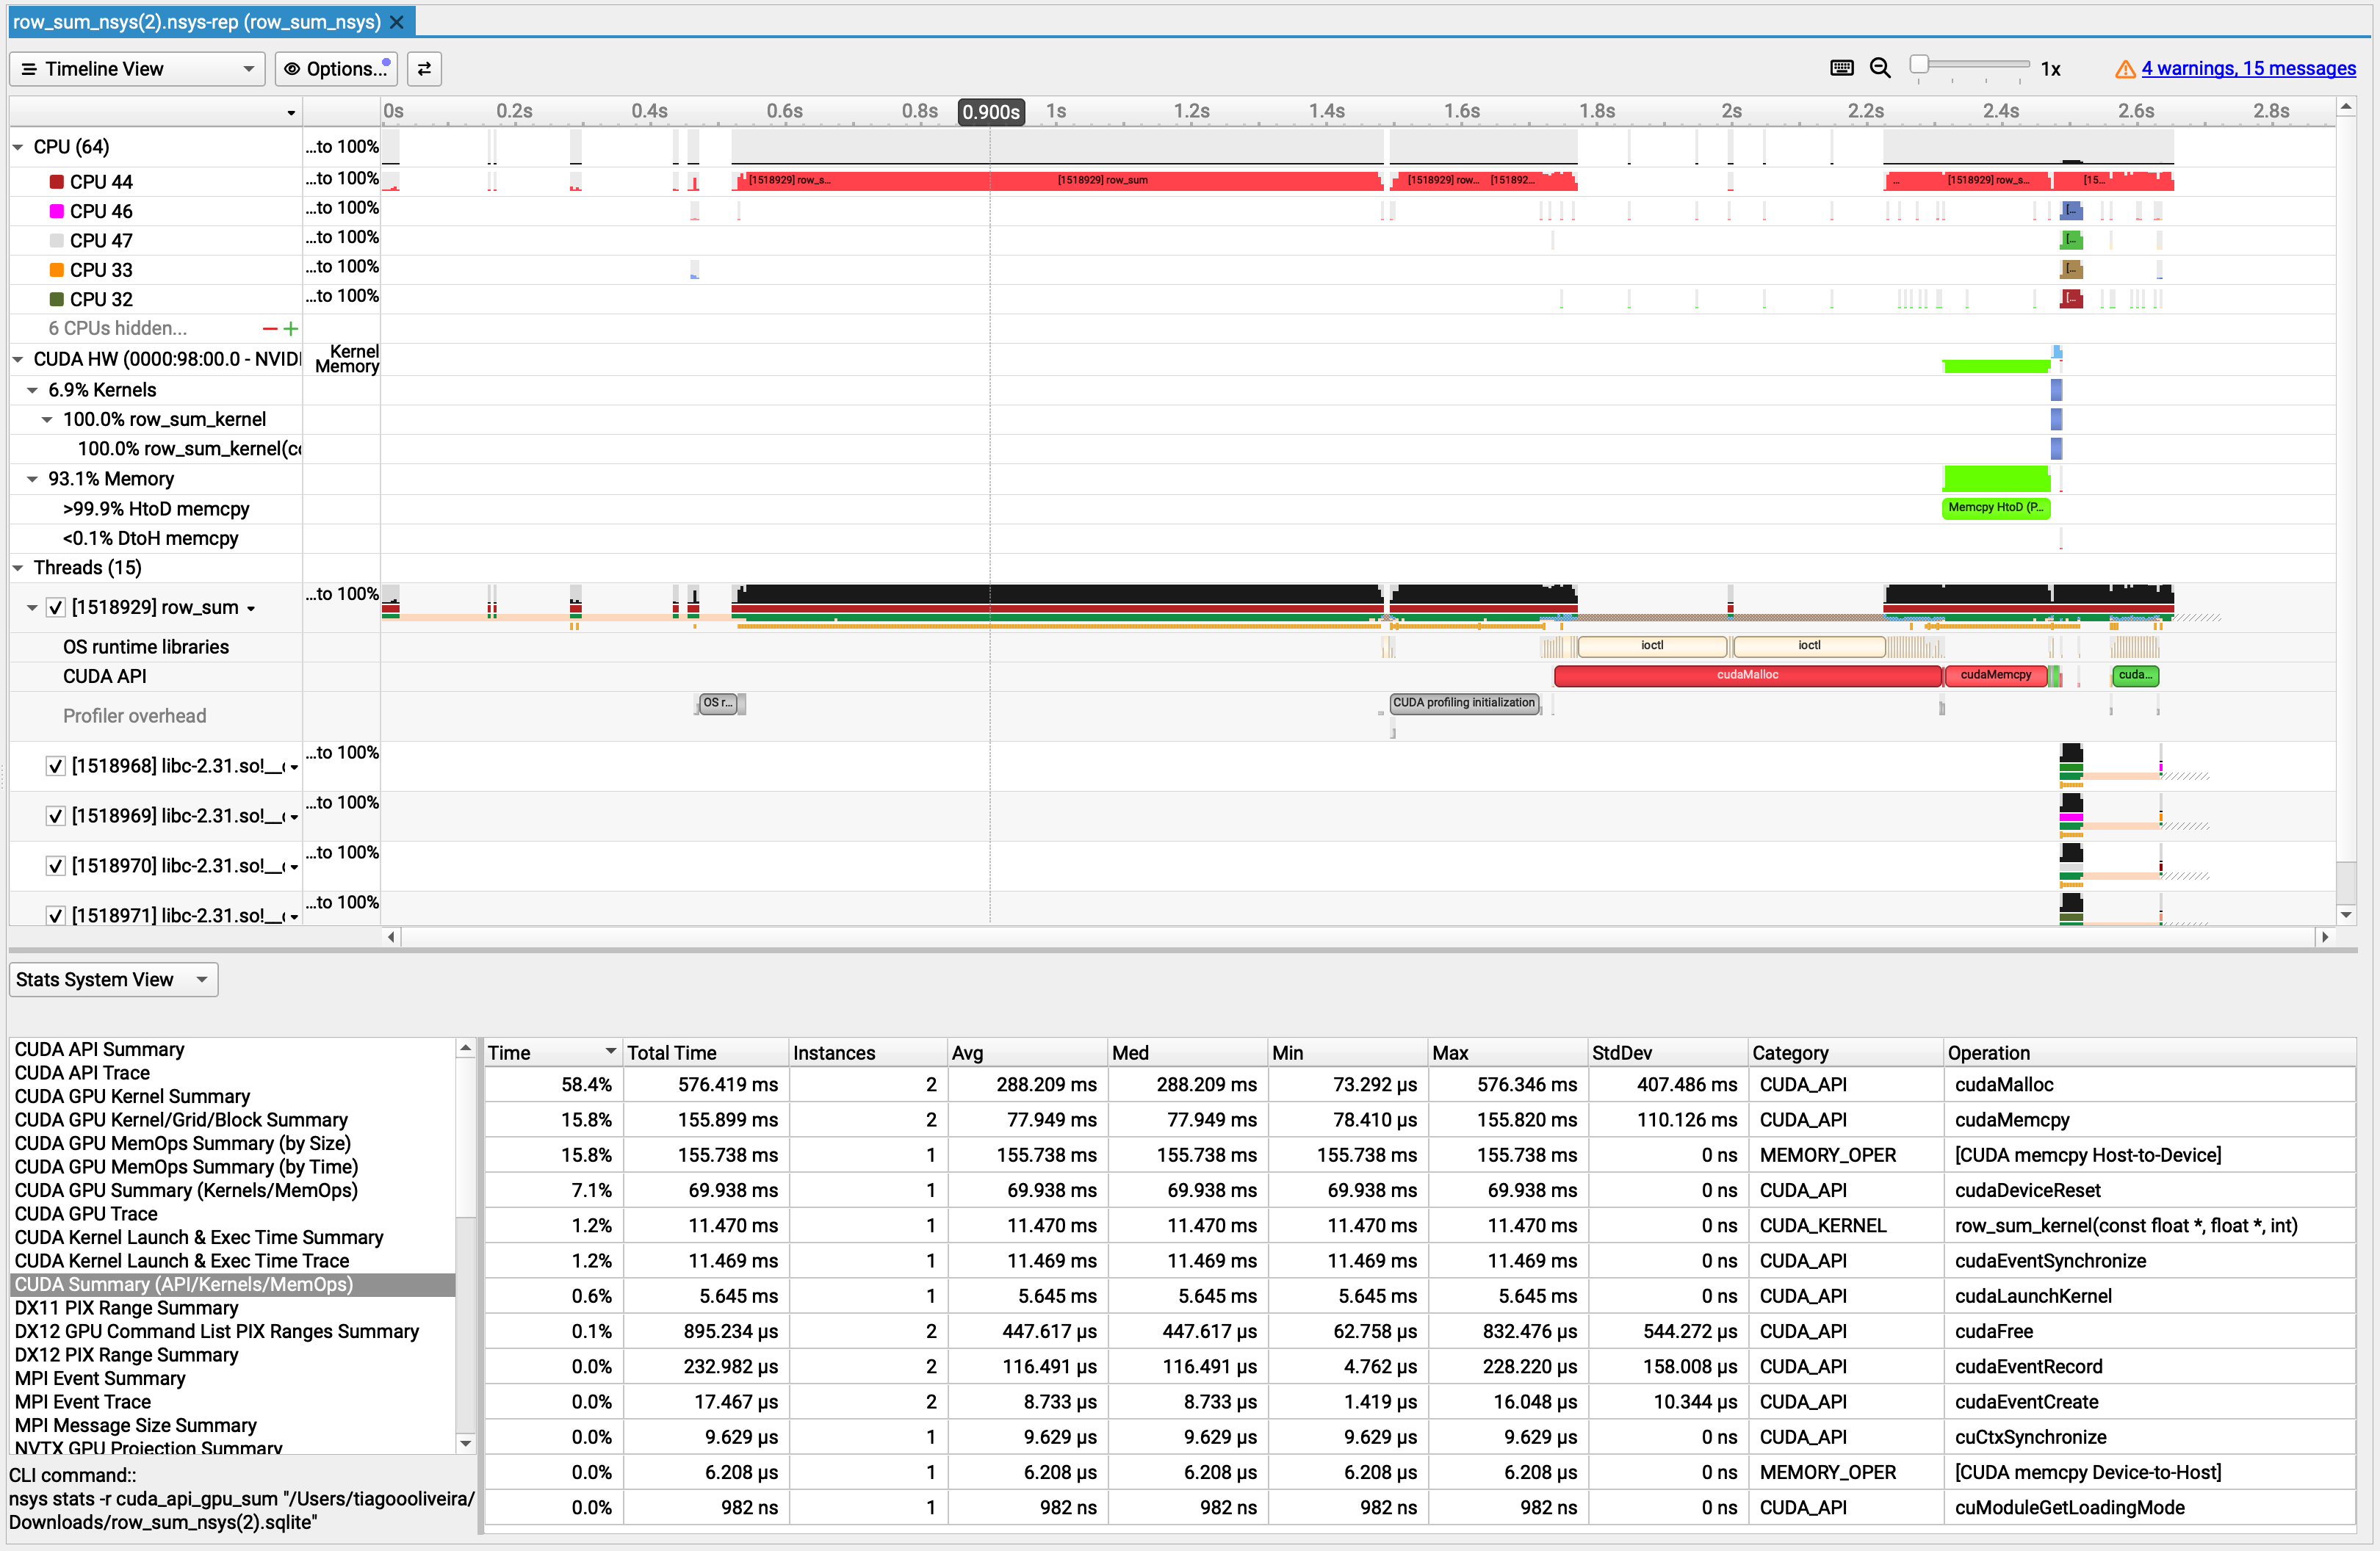 row_sum_nsys(2).nsys-rep (row_sum_nsys)
Timeline View
Options...
1x
4 warnings, 15 messages
0s 0.2s 0.4s 0.6s 0.8s 0.900s 1s 1.2s 1.4s 1.6s 1.8s 2s 2.2s 2.4s 2.6s 2.8s
CPU (64) ...to 100%
CPU 44 ...to 100% [1518929] row_s... [1518929] row_sum [1518929] row... [151892... ... [1518929] row_s... [15...
CPU 46 ...to 100% [...
CPU 47 ...to 100% [...
CPU 33 ...to 100% [...
CPU 32 ...to 100% [...
6 CPUs hidden...
CUDA HW (0000:98:00.0 - NVIDI Kernel
Memory
6.9% Kernels
100.0% row_sum_kernel
100.0% row_sum_kernel(c
93.1% Memory
>99.9% HtoD memcpy Memcpy HtoD (P...
<0.1% DtoH memcpy
Threads (15)
[1518929] row_sum ...to 100%
OS runtime libraries ioctl ioctl
CUDA API cudaMalloc cudaMemcpy cuda...
Profiler overhead OS r... CUDA profiling initialization
[1518968] libc-2.31.so!__ ...to 100%
[1518969] libc-2.31.so!__ ...to 100%
[1518970] libc-2.31.so!__ ...to 100%
[1518971] libc-2.31.so!__ ...to 100%
Stats System View
CUDA API Summary
CUDA API Trace
CUDA GPU Kernel Summary
CUDA GPU Kernel/Grid/Block Summary
CUDA GPU MemOps Summary (by Size)
CUDA GPU MemOps Summary (by Time)
CUDA GPU Summary (Kernels/MemOps)
CUDA GPU Trace
CUDA Kernel Launch & Exec Time Summary
CUDA Kernel Launch & Exec Time Trace
CUDA Summary (API/Kernels/MemOps)
DX11 PIX Range Summary
DX12 GPU Command List PIX Ranges Summary
DX12 PIX Range Summary
MPI Event Summary
MPI Event Trace
MPI Message Size Summary
NVTX GPU Projection Summary
CLI command::
nsys stats -r cuda_api_gpu_sum "/Users/tiagoooliveira/
Downloads/row_sum_nsys(2).sqlite"
Time Total Time Instances Avg Med Min Max StdDev Category Operation
58.4% 576.419 ms 2 288.209 ms 288.209 ms 73.292 μs 576.346 ms 407.486 ms CUDA_API cudaMalloc
15.8% 155.899 ms 2 77.949 ms 77.949 ms 78.410 μs 155.820 ms 110.126 ms CUDA_API cudaMemcpy
15.8% 155.738 ms 1 155.738 ms 155.738 ms 155.738 ms 155.738 ms 0 ns MEMORY_OPER [CUDA memcpy Host-to-Device]
7.1% 69.938 ms 1 69.938 ms 69.938 ms 69.938 ms 69.938 ms 0 ns CUDA_API cudaDeviceReset
1.2% 11.470 ms 1 11.470 ms 11.470 ms 11.470 ms 11.470 ms 0 ns CUDA_KERNEL row_sum_kernel(const float *, float *, int)
1.2% 11.469 ms 1 11.469 ms 11.469 ms 11.469 ms 11.469 ms 0 ns CUDA_API cudaEventSynchronize
0.6% 5.645 ms 1 5.645 ms 5.645 ms 5.645 ms 5.645 ms 0 ns CUDA_API cudaLaunchKernel
0.1% 895.234 μs 2 447.617 μs 447.617 μs 62.758 μs 832.476 μs 544.272 μs CUDA_API cudaFree
0.0% 232.982 μs 2 116.491 μs 116.491 μs 4.762 μs 228.220 μs 158.008 μs CUDA_API cudaEventRecord
0.0% 17.467 μs 2 8.733 μs 8.733 μs 1.419 μs 16.048 μs 10.344 μs CUDA_API cudaEventCreate
0.0% 9.629 μs 1 9.629 μs 9.629 μs 9.629 μs 9.629 μs 0 ns CUDA_API cuCtxSynchronize
0.0% 6.208 μs 1 6.208 μs 6.208 μs 6.208 μs 6.208 μs 0 ns MEMORY_OPER [CUDA memcpy Device-to-Host]
0.0% 982 ns 1 982 ns 982 ns 982 ns 982 ns 0 ns CUDA_API cuModuleGetLoadingMode